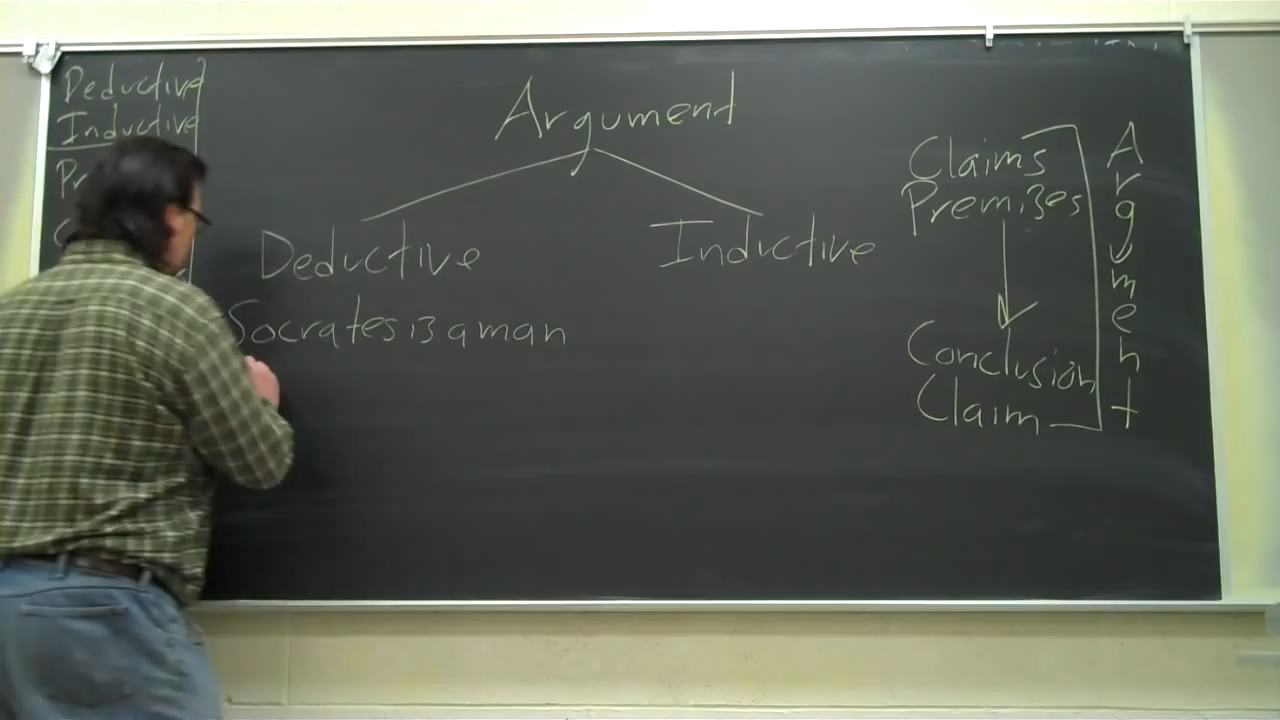 Deductive
Inductive
Argument
Deductive
Inductive
Socrates is a man
Claims
Premises
Conclusion
Claim
Argument